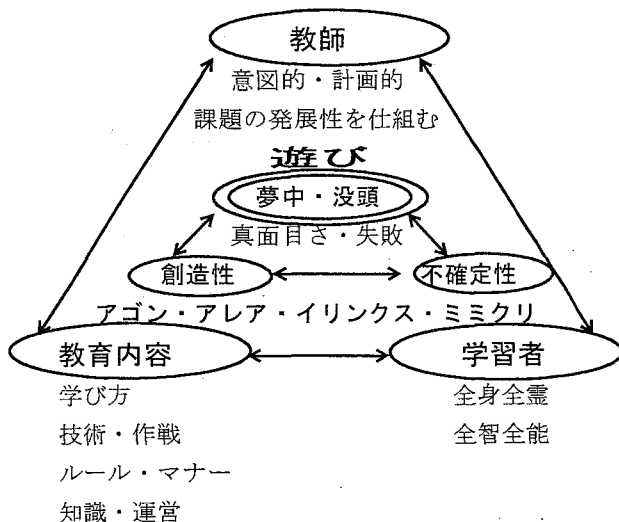 教師
意図的・計画的
課題の発展性を仕組む
遊び
夢中・没頭
真面目さ・失敗
創造性
不確定性
アゴン・アレア・イリンクス・ミミクリ
教育内容
学習者
学び方
全身全霊
技術・作戦
全智全能
ルール・マナー
知識・運営